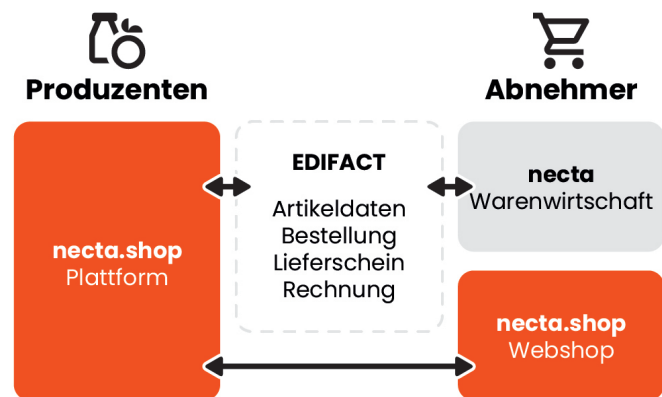 Produzenten
Abnehmer
necta.shop
Plattform
EDIFACT
Artikeldaten
Bestellung
Lieferschein
Rechnung
necta
Warenwirtschaft
necta.shop
Webshop